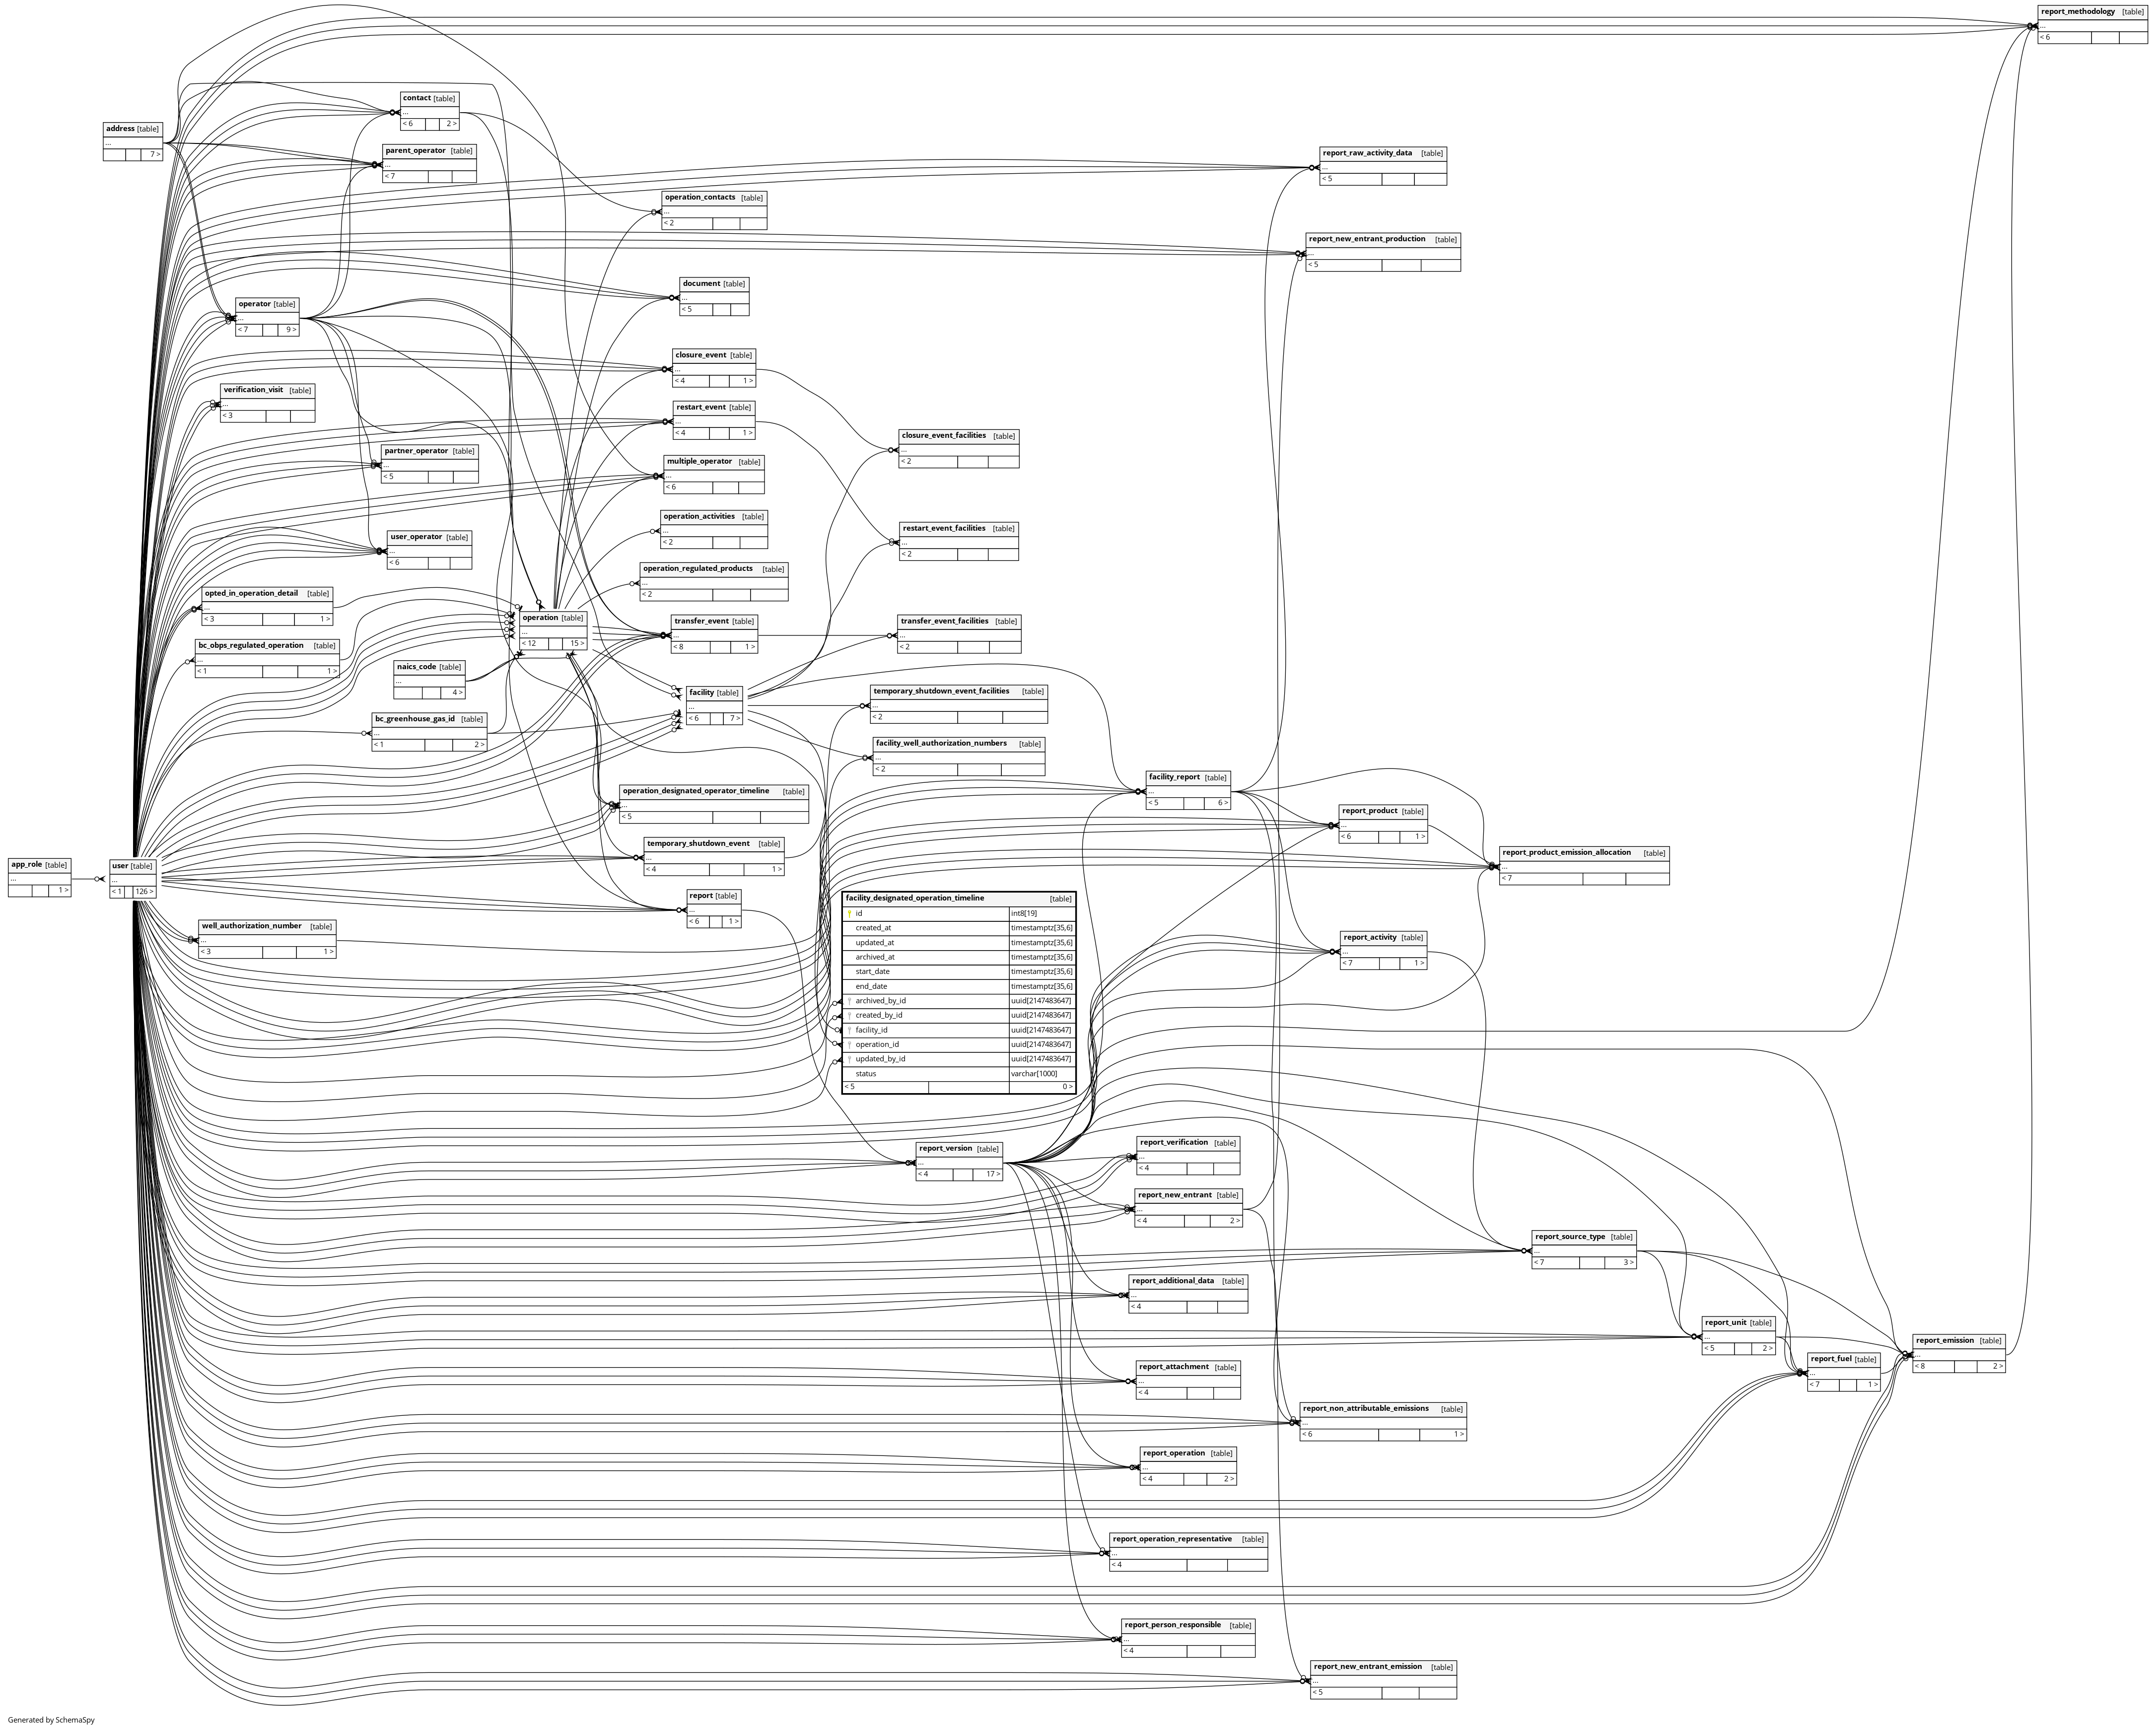 report_methodology [table]
...
< 6
contact [table]
...
< 6 2 >
address [table]
...
7 >
parent_operator [table]
...
< 7
report_raw_activity_data [table]
...
< 5
operation_contacts [table]
...
< 2
report_new_entrant_production [table]
...
< 5
document [table]
...
< 5
operator [table]
...
< 7 9 >
closure_event [table]
...
< 4 1 >
verification_visit [table]
...
< 3
restart_event [table]
...
< 4 1 >
closure_event_facilities [table]
...
< 2
partner_operator [table]
...
< 5
multiple_operator [table]
...
< 6
operation_activities [table]
...
< 2
restart_event_facilities [table]
...
< 2
user_operator [table]
...
< 6
operation_regulated_products [table]
...
< 2
opted_in_operation_detail [table]
...
< 3 1 >
operation [table]
...
< 12 15 >
transfer_event [table]
...
< 8 1 >
transfer_event_facilities [table]
...
< 2
bc_obps_regulated_operation [table]
...
< 1 1 >
naics_code [table]
...
4 >
facility [table]
...
< 6 7 >
temporary_shutdown_event_facilities [table]
...
< 2
bc_greenhouse_gas_id [table]
...
< 1 2 >
facility_well_authorization_numbers [table]
...
< 2
facility_report [table]
...
< 5 6 >
operation_designated_operator_timeline [table]
...
< 5
report_product [table]
...
< 6 1 >
temporary_shutdown_event [table]
...
< 4 1 >
report_product_emission_allocation [table]
...
< 7
app_role [table]
...
1 >
user [table]
...
< 1 126 >
report [table]
...
< 6 1 >
facility_designated_operation_timeline [table]
id int8[19]
created_at timestamptz[35,6]
updated_at timestamptz[35,6]
archived_at timestamptz[35,6]
start_date timestamptz[35,6]
end_date timestamptz[35,6]
archived_by_id uuid[2147483647]
created_by_id uuid[2147483647]
facility_id uuid[2147483647]
operation_id uuid[2147483647]
updated_by_id uuid[2147483647]
status varchar[1000]
< 5 0 >
well_authorization_number [table]
...
< 3 1 >
report_activity [table]
...
< 7 1 >
report_version [table]
...
< 4 17 >
report_verification [table]
...
< 4
report_new_entrant [table]
...
< 4 2 >
report_source_type [table]
...
< 7 3 >
report_additional_data [table]
...
< 4
report_unit [table]
...
< 5 2 >
report_emission [table]
...
< 8 2 >
report_fuel [table]
...
< 7 1 >
report_attachment [table]
...
< 4
report_non_attributable_emissions [table]
...
< 6 1 >
report_operation [table]
...
< 4 2 >
report_operation_representative [table]
...
< 4
report_person_responsible [table]
...
< 4
report_new_entrant_emission [table]
...
< 5
Generated by SchemaSpy